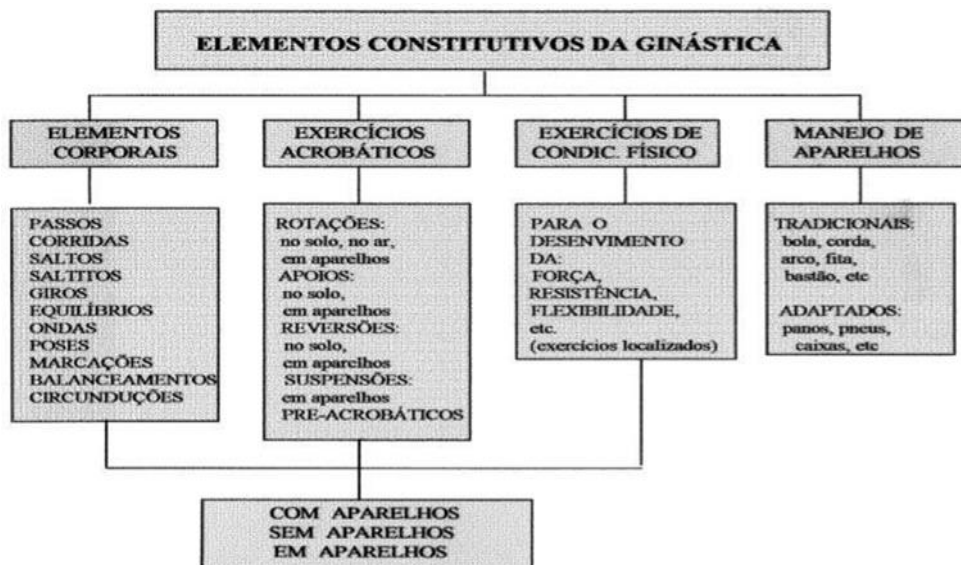 ELEMENTOS CONSTITUTIVOS DA GINÁSTICA
ELEMENTOS
CORPORAIS
EXERCÍCIOS
ACROBÁTICOS
EXERCÍCIOS DE
CONDIC. FÍSICO
MANEJO DE
APARELHOS
PASSOS
CORRIDAS
SALTOS
SALTITOS
GIROS
EQUILÍBRIOS
ONDAS
POSES
MARCAÇÕES
BALANCEAMENTOS
CIRCUNDUÇÕES
ROTAÇÕES:
no solo, no ar,
em aparelhos
APOIOS:
no solo,
em aparelhos
REVERSÕES:
no solo,
em aparelhos
SUSPENSÕES:
em aparelhos
PRE-ACROBÁTICOS
PARA O
DESENVIMENTO
DA:
FORÇA,
RESISTÊNCIA,
FLEXIBILIDADE,
etc.
(exercícios localizados)
TRADICIONAIS:
bola, corda,
arco, fita,
bastão, etc
ADAPTADOS:
panos, pneus,
caixas, etc
COM APARELHOS
SEM APARELHOS
EM APARELHOS